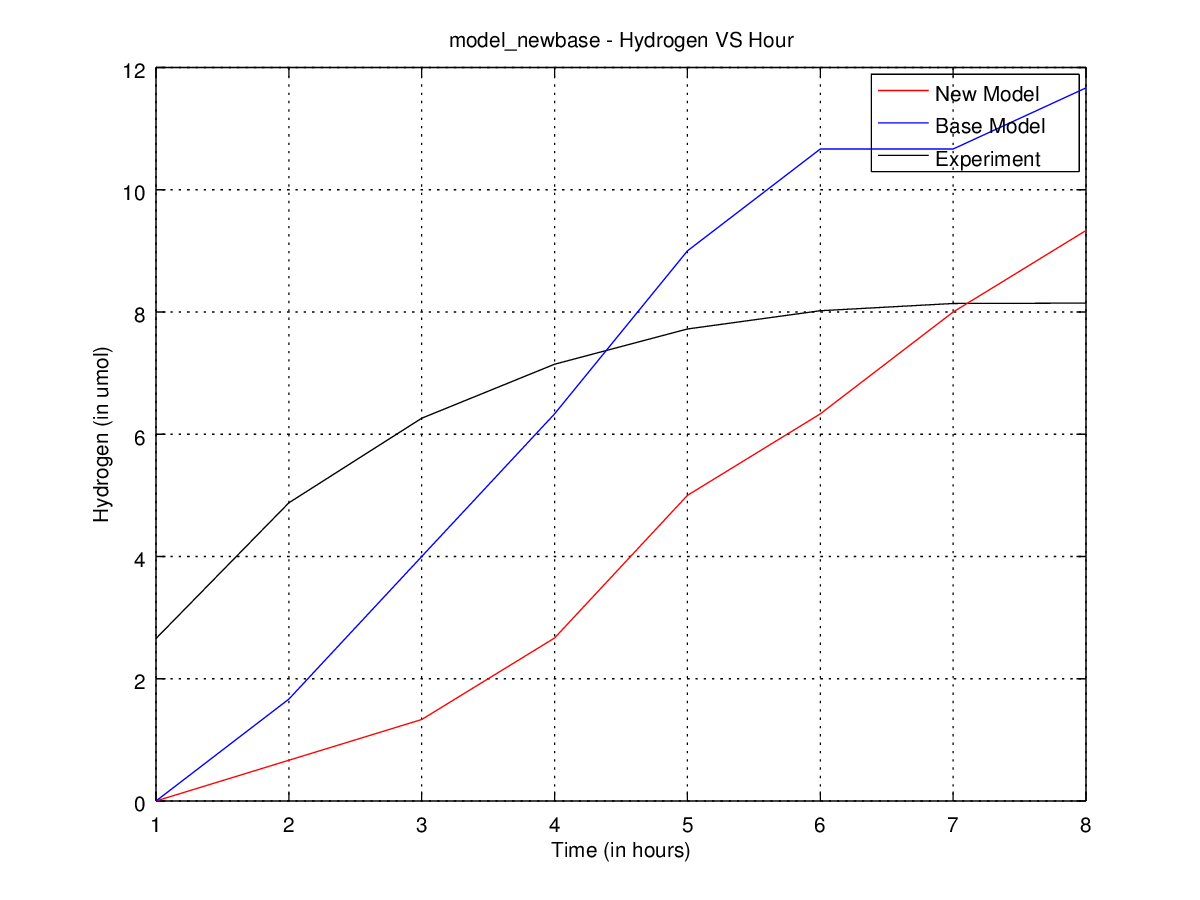 model_newbase - Hydrogen VS Hour
12
New Model
Base Model
Experiment
10
8
6
4
2
0
Hydrogen (in umol)
1 2 3 4 5 6 7 8
Time (in hours)